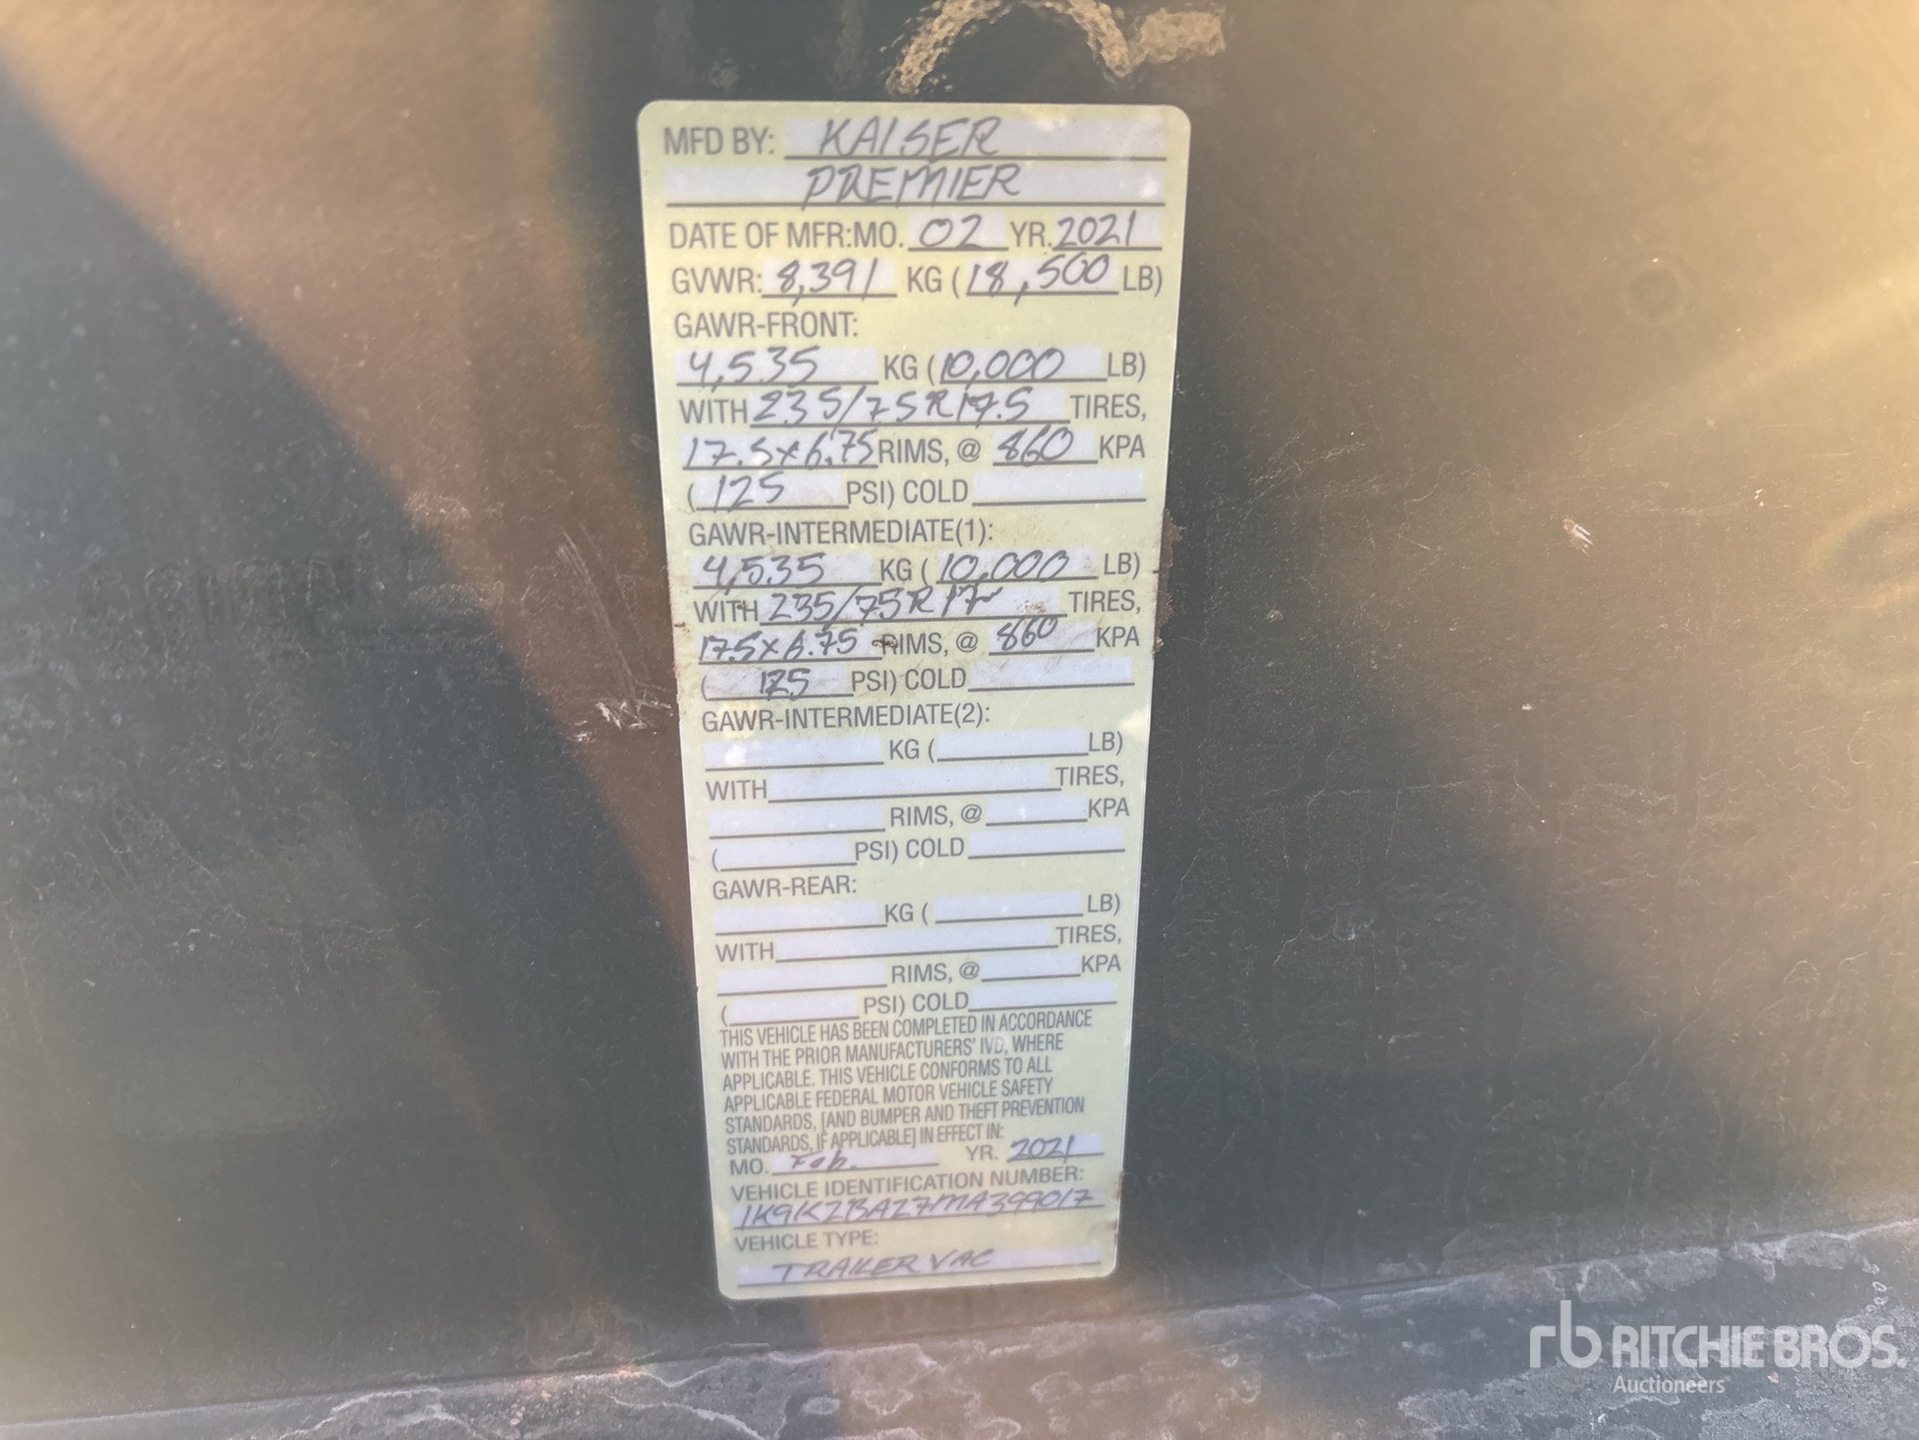 MFD BY: KAISER
PREMIER
DATE OF MFR:MO. 02 YR. 2021
GVWR: 8,391 KG (18,500 LB)
GAWR-FRONT:
4,535 KG (10,000 LB)
WITH 235/75R17.5 TIRES,
17.5x6.75 RIMS, @ 860 KPA
(125 PSI) COLD
GAWR-INTERMEDIATE(1):
4,535 KG (10,000 LB)
WITH 235/75R17 TIRES,
17.5x6.75 RIMS, @ 860 KPA
(125 PSI) COLD
GAWR-INTERMEDIATE(2):
KG ( LB)
WITH TIRES,
RIMS, @ KPA
( PSI) COLD
GAWR-REAR:
KG ( LB)
WITH TIRES,
RIMS, @ KPA
( PSI) COLD
THIS VEHICLE HAS BEEN COMPLETED IN ACCORDANCE
WITH THE PRIOR MANUFACTURERS' IVD, WHERE
APPLICABLE. THIS VEHICLE CONFORMS TO ALL
APPLICABLE FEDERAL MOTOR VEHICLE SAFETY
STANDARDS, [AND BUMPER AND THEFT PREVENTION
STANDARDS, IF APPLICABLE] IN EFFECT IN:
MO. Feb. YR. 2021
VEHICLE IDENTIFICATION NUMBER:
1K9K2BA27MA399017
VEHICLE TYPE:
TRAILER VAC
rb RITCHIE BROS.
Auctioneers